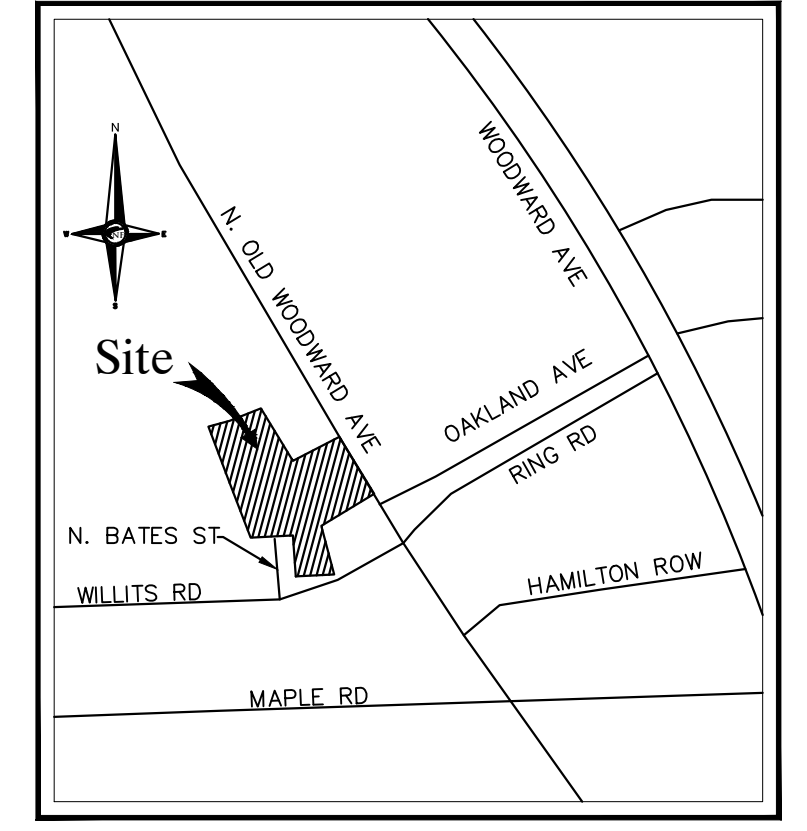 N
W
E
S
WOODWARD AVE
N. OLD WOODWARD AVE
Site
OAKLAND AVE
RING RD
N. BATES ST
HAMILTON ROW
WILLITS RD
MAPLE RD